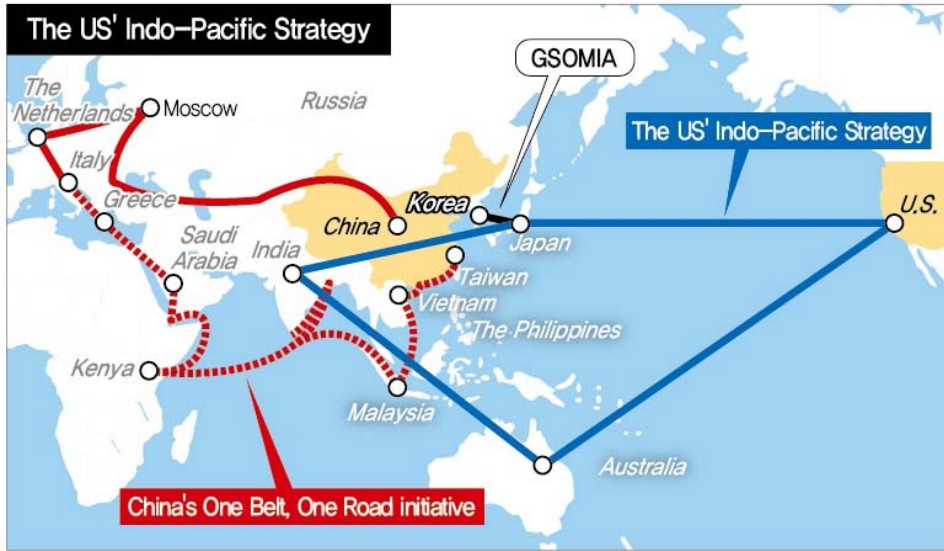 The US' Indo-Pacific Strategy
GSOMIA
The
Netherlands
Moscow
Russia
The US' Indo-Pacific Strategy
Italy
Greece
Korea
U.S.
China
Japan
Saudi
Arabia
India
Taiwan
Vietnam
The Philippines
Kenya
Malaysia
Australia
China's One Belt, One Road initiative